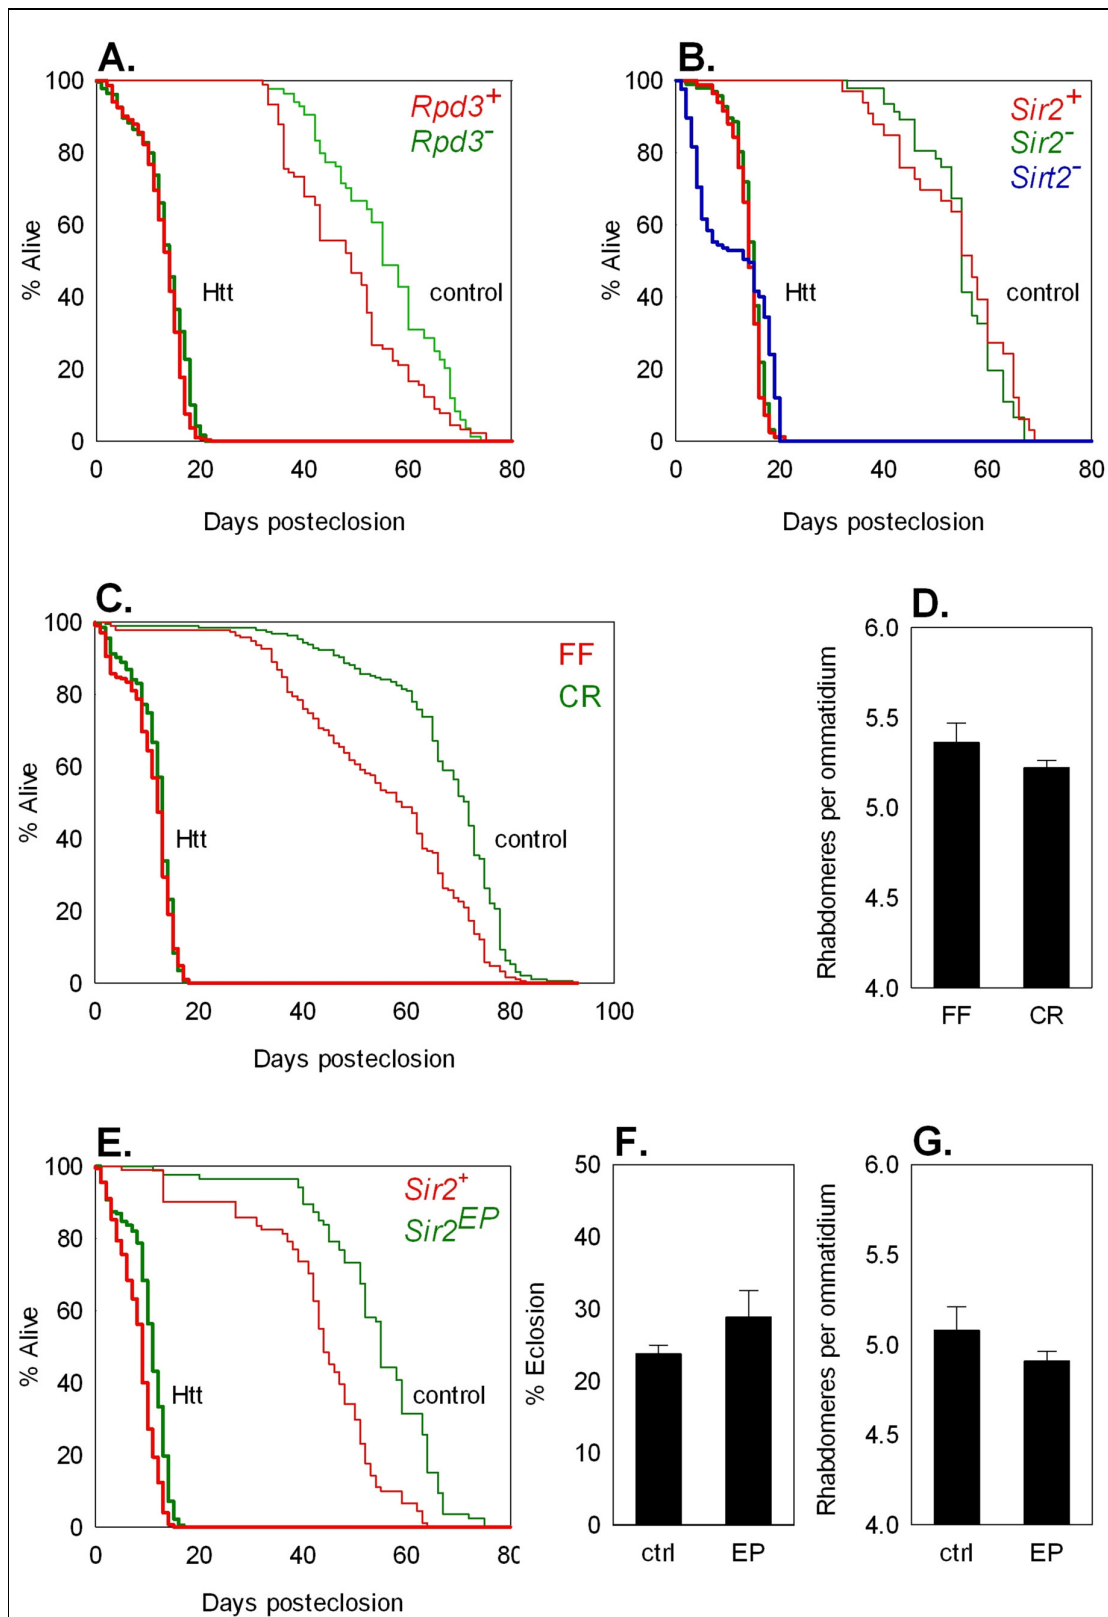 A.
Rpd3+
Rpd3-
100
80
60
40
20
0
% Alive
Htt
control
0 20 40 60 80
Days posteclosion
B.
Sir2+
Sir2-
Sirt2-
100
80
60
40
20
0
% Alive
Htt
control
0 20 40 60 80
Days posteclosion
C.
FF
CR
100
80
60
40
20
0
% Alive
Htt
control
0 20 40 60 80 100
Days posteclosion
D.
6.0
5.5
5.0
4.5
4.0
Rhabdomeres per ommatidium
FF CR
E.
Sir2+
Sir2EP
100
80
60
40
20
0
% Alive
Htt
control
0 20 40 60 80
Days posteclosion
F.
50
40
30
20
10
0
% Eclosion
ctrl EP
G.
6.0
5.5
5.0
4.5
4.0
Rhabdomeres per ommatidium
ctrl EP